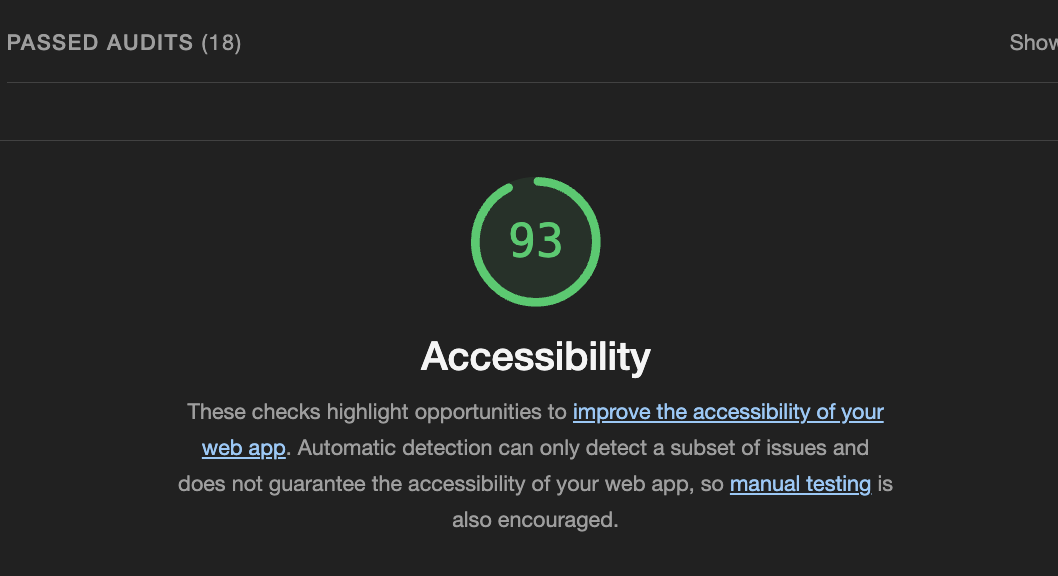 PASSED AUDITS (18)
Show
93
Accessibility
These checks highlight opportunities to improve the accessibility of your
web app. Automatic detection can only detect a subset of issues and
does not guarantee the accessibility of your web app, so manual testing is
also encouraged.